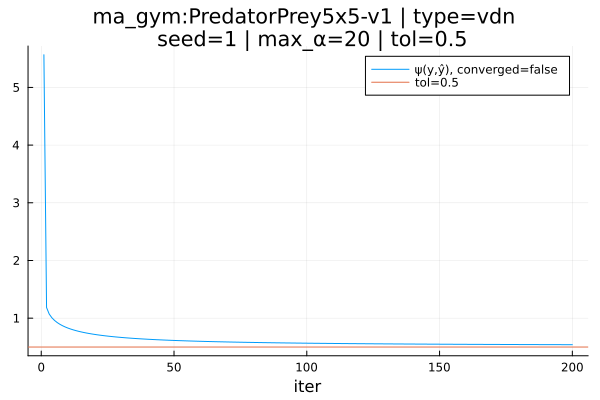 ma_gym:PredatorPrey5x5-v1 | type=vdn
seed=1 | max_α=20 | tol=0.5
ψ(y,ŷ), converged=false
tol=0.5
5
4
3
2
1
0
50
100
150
200
iter